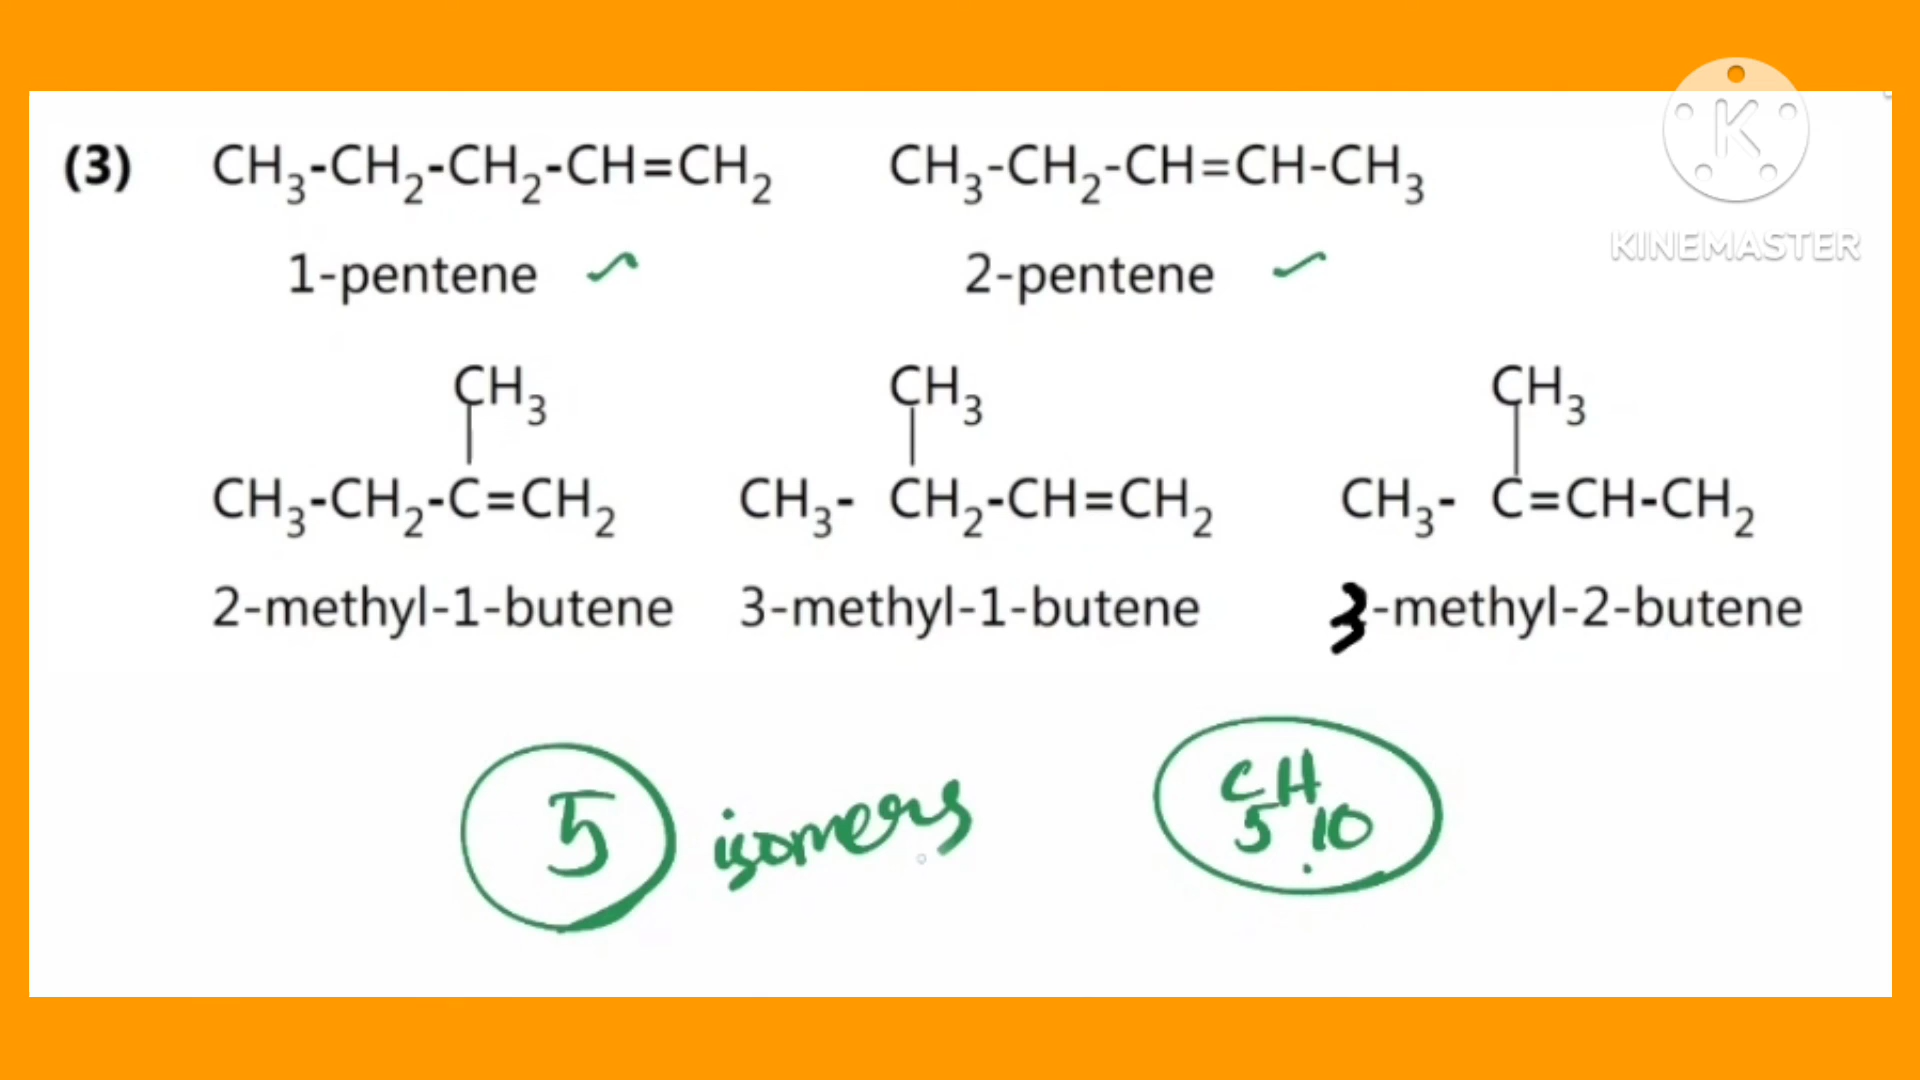 (3) CH₃-CH₂-CH₂-CH=CH₂ CH₃-CH₂-CH=CH-CH₃
K
KINEMASTER
1-pentene 2-pentene
CH₃ CH₃ CH₃
CH₃-CH₂-C=CH₂ CH₃- CH₂-CH=CH₂ CH₃- C=CH-CH₂
2-methyl-1-butene 3-methyl-1-butene 3-methyl-2-butene
5 isomers C₅H₁₀